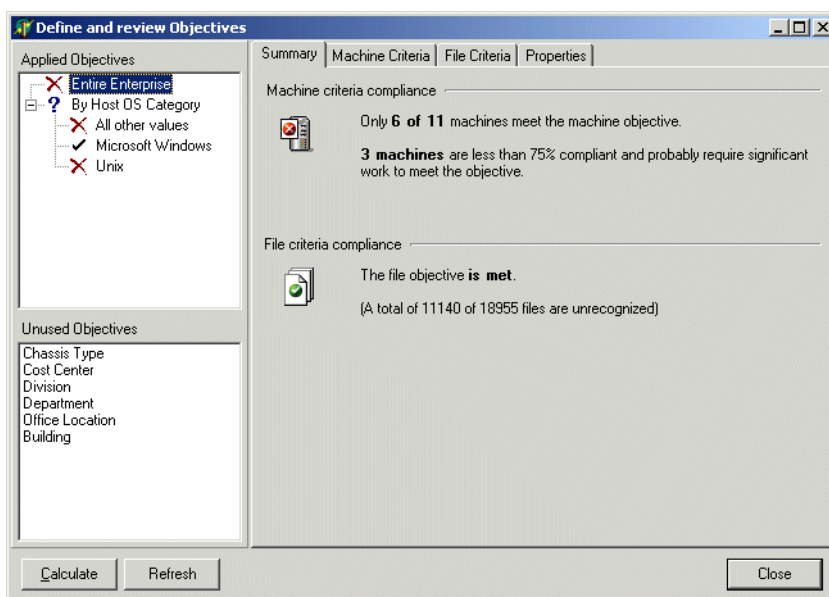 Define and review Objectives
Applied Objectives
Entire Enterprise
? By Host OS Category
All other values
Microsoft Windows
Unix
Unused Objectives
Chassis Type
Cost Center
Division
Department
Office Location
Building
Summary
Machine Criteria
File Criteria
Properties
Machine criteria compliance
Only 6 of 11 machines meet the machine objective.
3 machines are less than 75% compliant and probably require significant
work to meet the objective.
File criteria compliance
The file objective is met.
(A total of 11140 of 18955 files are unrecognized)
Calculate
Refresh
Close